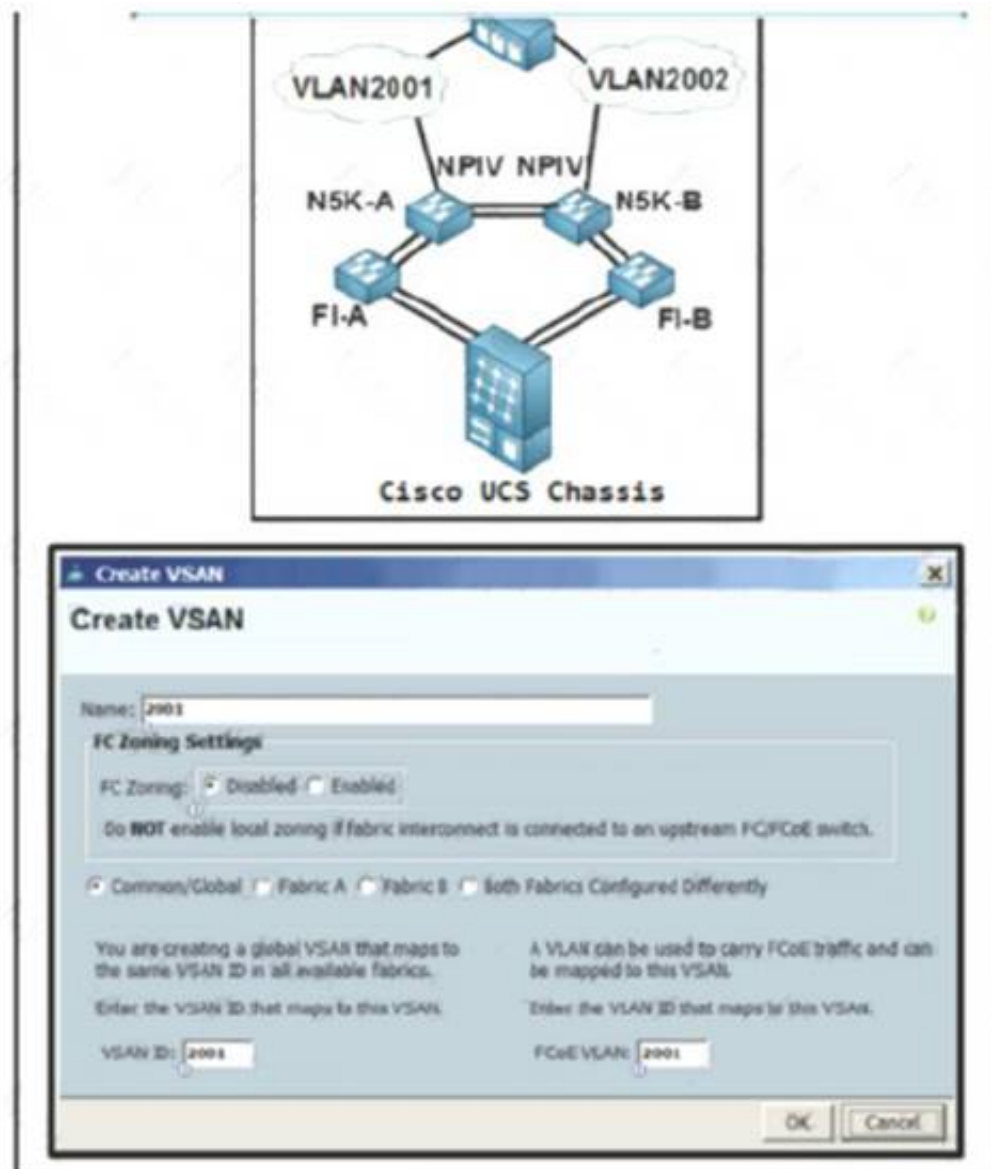 VLAN2001 VLAN2002
NPIV NPIV
N5K-A N5K-B
FI-A FI-B
Cisco UCS Chassis
Create VSAN
Create VSAN
Name: 2001
FC Zoning Settings
FC Zoning: Disabled Enabled
Do NOT enable local zoning if fabric interconnect is connected to an upstream FC/FCoE switch.
Common/Global Fabric A Fabric B Both Fabrics Configured Differently
You are creating a global VSAN that maps to
the same VSAN ID in all available fabrics.
Enter the VSAN ID that maps to this VSAN.
VSAN ID: 2001
A VLAN can be used to carry FCoE traffic and can
be mapped to this VSAN.
Enter the VLAN ID that maps to this VSAN.
FCoE VLAN: 2001
OK Cancel